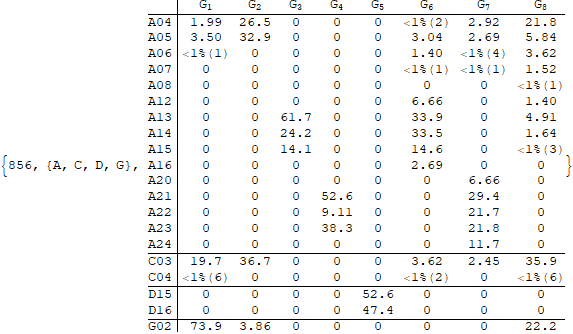 G1 G2 G3 G4 G5 G6 G7 G8
A04 1.99 26.5 0 0 0 <1%(2) 2.92 21.8
A05 3.50 32.9 0 0 0 3.04 2.69 5.84
A06 <1%(1) 0 0 0 0 1.40 <1%(4) 3.62
A07 0 0 0 0 0 <1%(1) <1%(1) 1.52
A08 0 0 0 0 0 0 0 <1%(1)
A12 0 0 0 0 0 6.66 0 1.40
A13 0 0 61.7 0 0 33.9 0 4.91
A14 0 0 24.2 0 0 33.5 0 1.64
A15 0 0 14.1 0 0 14.6 0 <1%(3)
{856, {A, C, D, G}, A16 0 0 0 0 0 2.69 0 0 }
A20 0 0 0 0 0 0 6.66 0
A21 0 0 0 52.6 0 0 29.4 0
A22 0 0 0 9.11 0 0 21.7 0
A23 0 0 0 38.3 0 0 21.8 0
A24 0 0 0 0 0 0 11.7 0
C03 19.7 36.7 0 0 0 3.62 2.45 35.9
C04 <1%(6) 0 0 0 0 <1%(2) 0 <1%(6)
D15 0 0 0 0 52.6 0 0 0
D16 0 0 0 0 47.4 0 0 0
G02 73.9 3.86 0 0 0 0 0 22.2